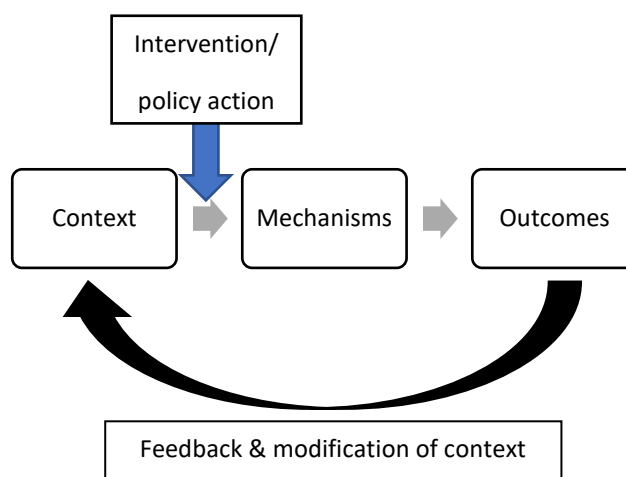 Intervention/
policy action
Context
Mechanisms
Outcomes
Feedback & modification of context